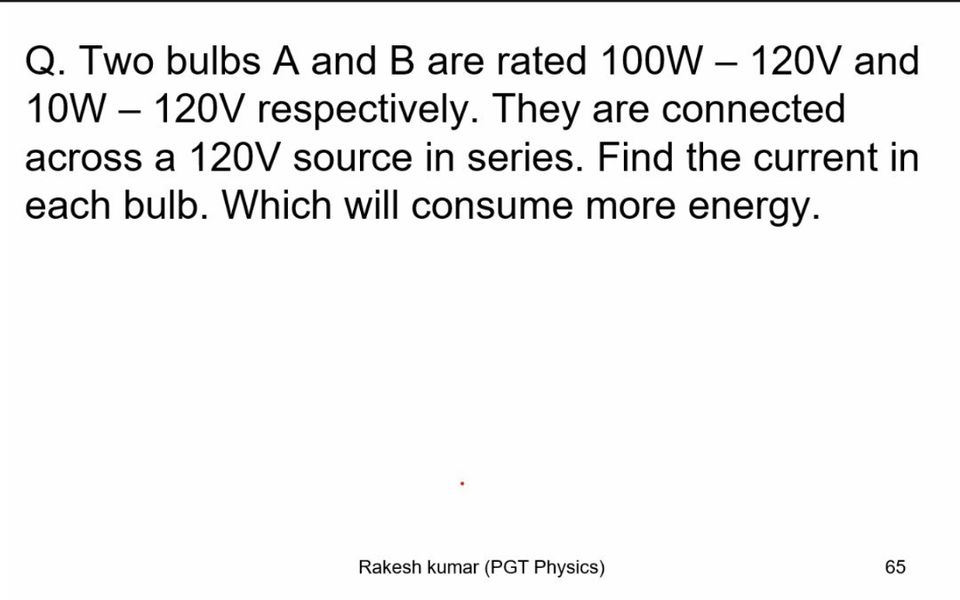 Q. Two bulbs A and B are rated 100W – 120V and
10W – 120V respectively. They are connected
across a 120V source in series. Find the current in
each bulb. Which will consume more energy.
Rakesh kumar (PGT Physics)
65